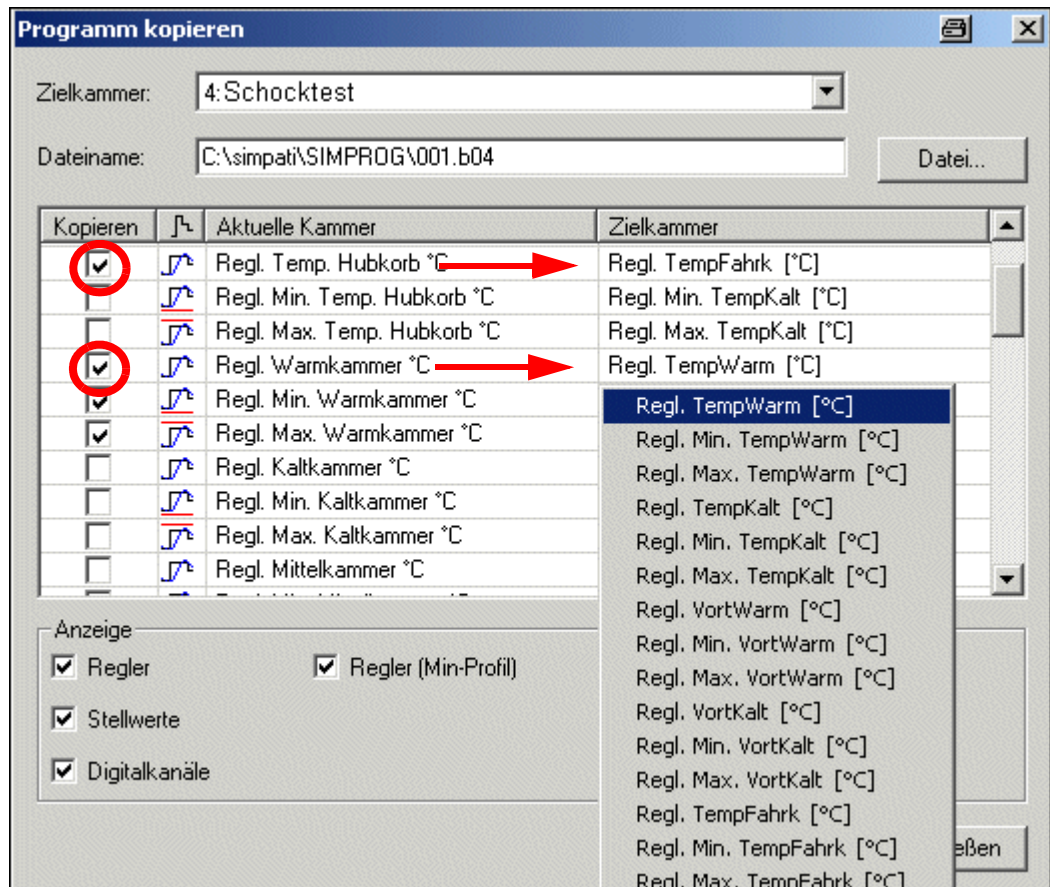 Programm kopieren
Zielkammer: 4:Schocktest
Dateiname: C:\simpati\SIMPROG\001.b04 Datei...
Kopieren Aktuelle Kammer Zielkammer
Regl. Temp. Hubkorb °C Regl. TempFahrk [°C]
Regl. Min. Temp. Hubkorb °C Regl. Min. TempKalt [°C]
Regl. Max. Temp. Hubkorb °C Regl. Max. TempKalt [°C]
Regl. Warmkammer °C Regl. TempWarm [°C]
Regl. Min. Warmkammer °C
Regl. Max. Warmkammer °C
Regl. Kaltkammer °C
Regl. Min. Kaltkammer °C
Regl. Max. Kaltkammer °C
Regl. Mittelkammer °C
Regl. TempWarm [°C]
Regl. Min. TempWarm [°C]
Regl. Max. TempWarm [°C]
Regl. TempKalt [°C]
Regl. Min. TempKalt [°C]
Regl. Max. TempKalt [°C]
Regl. VortWarm [°C]
Regl. Min. VortWarm [°C]
Regl. Max. VortWarm [°C]
Regl. VortKalt [°C]
Regl. Min. VortKalt [°C]
Regl. Max. VortKalt [°C]
Regl. TempFahrk [°C]
Regl. Min. TempFahrk [°C]
Regl. Max. TempFahrk [°C]
Anzeige
Regler Regler (Min-Profil)
Stellwerte
Digitalkanäle
eßen